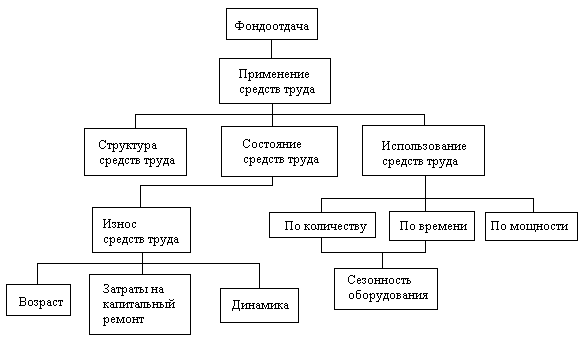 Фондоотдача
Применение
средств труда
Структура
средств труда
Состояние
средств труда
Использование
средств труда
Износ
средств труда
По количеству
По времени
По мощности
Сезонность
оборудования
Возраст
Затраты на
капитальный
ремонт
Динамика